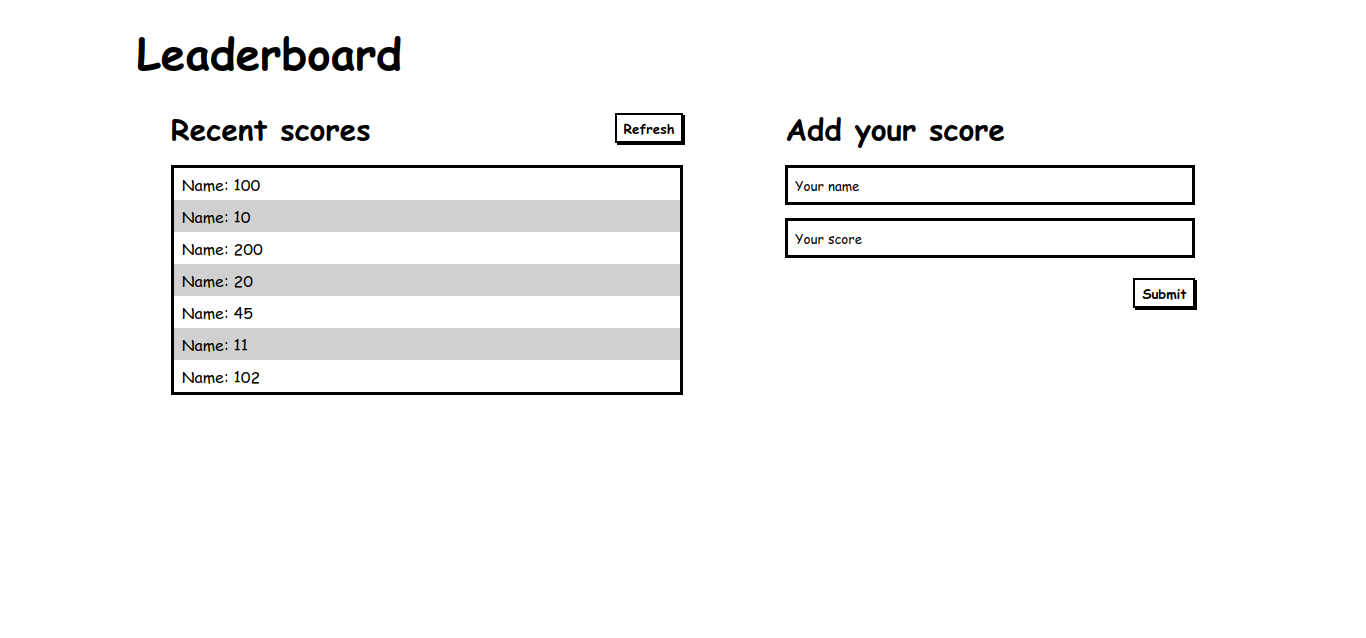 Leaderboard
Recent scores
Refresh
Name: 100
Name: 10
Name: 200
Name: 20
Name: 45
Name: 11
Name: 102
Add your score
Your name
Your score
Submit